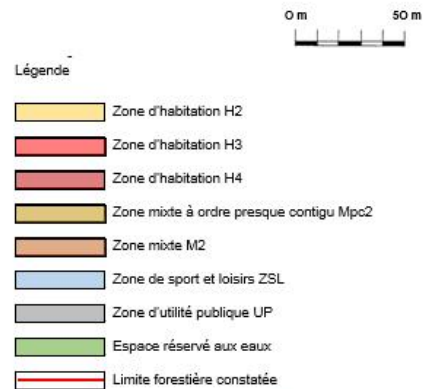 0 m 50 m
Légende
Zone d'habitation H2
Zone d'habitation H3
Zone d'habitation H4
Zone mixte à ordre presque contigu Mpc2
Zone mixte M2
Zone de sport et loisirs ZSL
Zone d'utilité publique UP
Espace réservé aux eaux
Limite forestière constatée